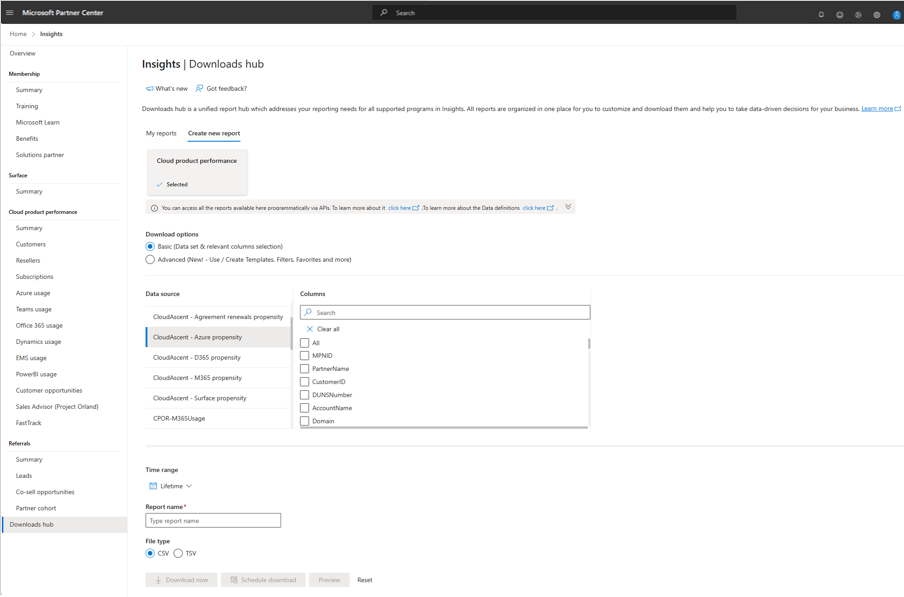 Microsoft Partner Center
Search
Home > Insights
Overview
Membership
Summary
Training
Microsoft Learn
Benefits
Solutions partner
Surface
Summary
Cloud product performance
Summary
Customers
Resellers
Subscriptions
Azure usage
Teams usage
Office 365 usage
Dynamics usage
EMS usage
PowerBI usage
Customer opportunities
Sales Advisor (Project Orland)
FastTrack
Referrals
Summary
Leads
Co-sell opportunities
Partner cohort
Downloads hub
Insights | Downloads hub
What's new Got feedback?
Downloads hub is a unified report hub which addresses your reporting needs for all supported programs in Insights. All reports are organized in one place for you to customize and download them and help you to take data-driven decisions for your business. Learn more
My reports Create new report
Cloud product performance
Selected
You can access all the reports available here programmatically via APIs. To learn more about it click here .To learn more about the Data definitions click here .
Download options
Basic (Data set & relevant columns selection)
Advanced (New! - Use / Create Templates, Filters, Favorites and more)
Data source
CloudAscent - Agreement renewals propensity
CloudAscent - Azure propensity
CloudAscent - D365 propensity
CloudAscent - M365 propensity
CloudAscent - Surface propensity
CPOR-M365Usage
Columns
Search
Clear all
All
MPNID
PartnerName
CustomerID
DUNSNumber
AccountName
Domain
Time range
Lifetime
Report name*
Type report name
File type
CSV TSV
Download now Schedule download Preview Reset